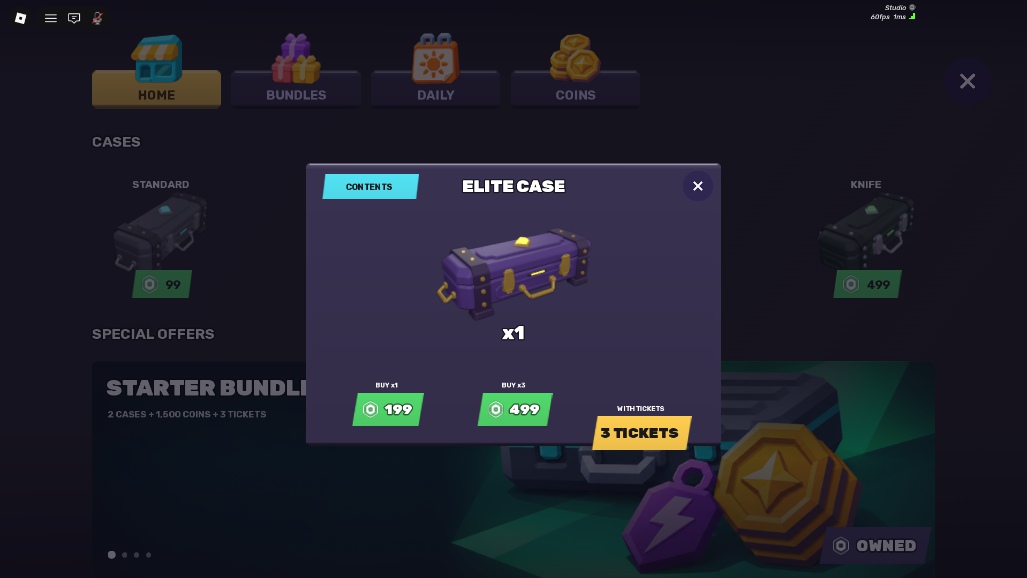 Studio
60fps 1ms
HOME
BUNDLES
DAILY
COINS
CASES
STANDARD
99
KNIFE
499
CONTENTS
ELITE CASE
x1
BUY x1
199
BUY x3
499
WITH TICKETS
3 TICKETS
SPECIAL OFFERS
STARTER BUNDL
2 CASES + 1,500 COINS + 3 TICKETS
OWNED